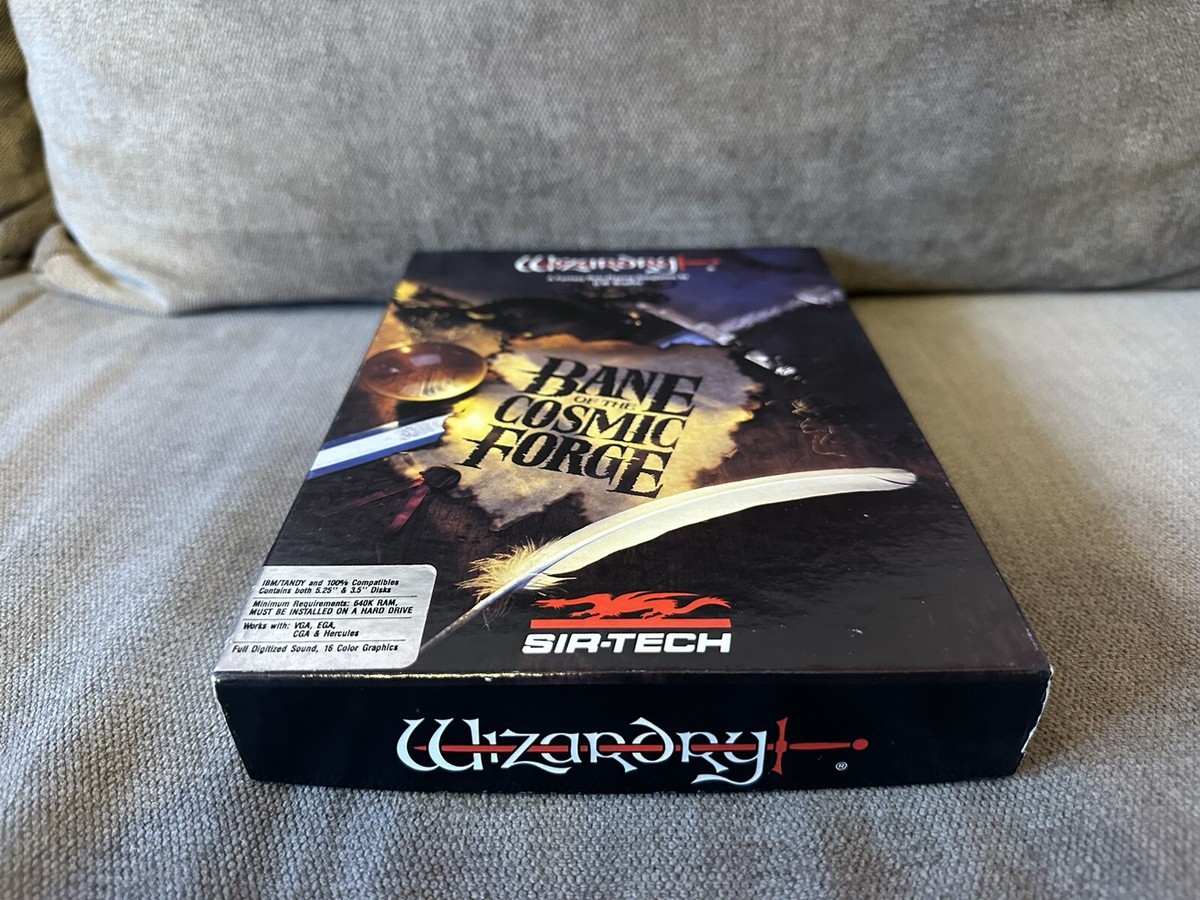 Wizardry
BANE
OF THE
COSMIC
FORGE
IBM/TANDY and 100% Compatibles
Contains both 5.25" & 3.5" Disks
Minimum Requirements: 640K RAM,
MUST BE INSTALLED ON A HARD DRIVE
Works with: VGA, EGA,
CGA & Hercules
Full Digitized Sound, 16 Color Graphics
SIR-TECH
Wizardry ®